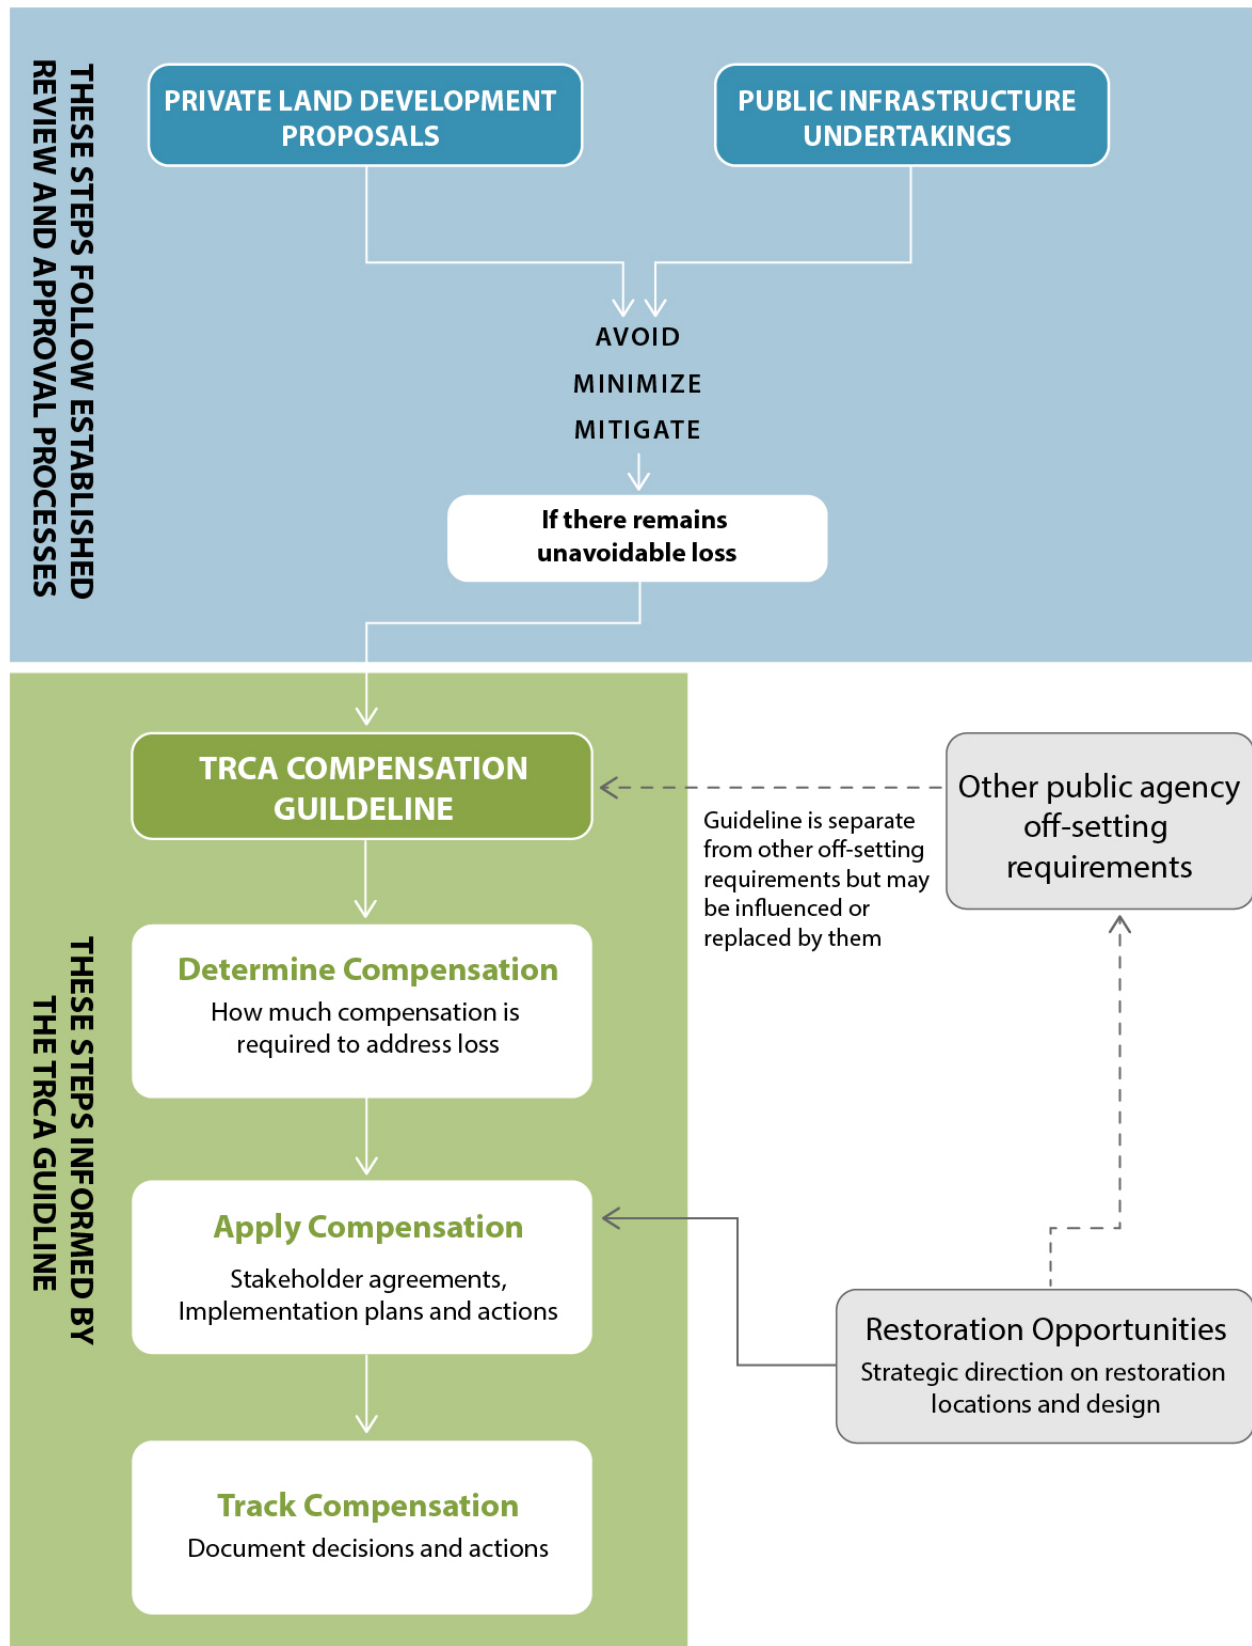 THESE STEPS FOLLOW ESTABLISHED
REVIEW AND APPROVAL PROCESSES
PRIVATE LAND DEVELOPMENT
PROPOSALS
PUBLIC INFRASTRUCTURE
UNDERTAKINGS
AVOID
MINIMIZE
MITIGATE
If there remains
unavoidable loss
THESE STEPS INFORMED BY
THE TRCA GUIDLINE
TRCA COMPENSATION
GUILDELINE
Guideline is separate
from other off-setting
requirements but may
be influenced or
replaced by them
Other public agency
off-setting
requirements
Determine Compensation
How much compensation is
required to address loss
Apply Compensation
Stakeholder agreements,
Implementation plans and actions
Restoration Opportunities
Strategic direction on restoration
locations and design
Track Compensation
Document decisions and actions